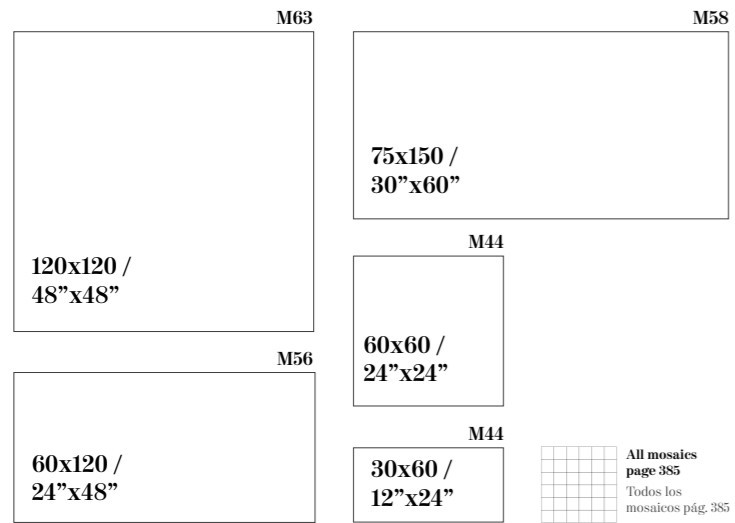 M63
120x120 /
48”x48”
M58
75x150 /
30”x60”
M44
60x60 /
24”x24”
M56
60x120 /
24”x48”
M44
30x60 /
12”x24”
All mosaics
page 385
Todos los
mosaicos pág. 385